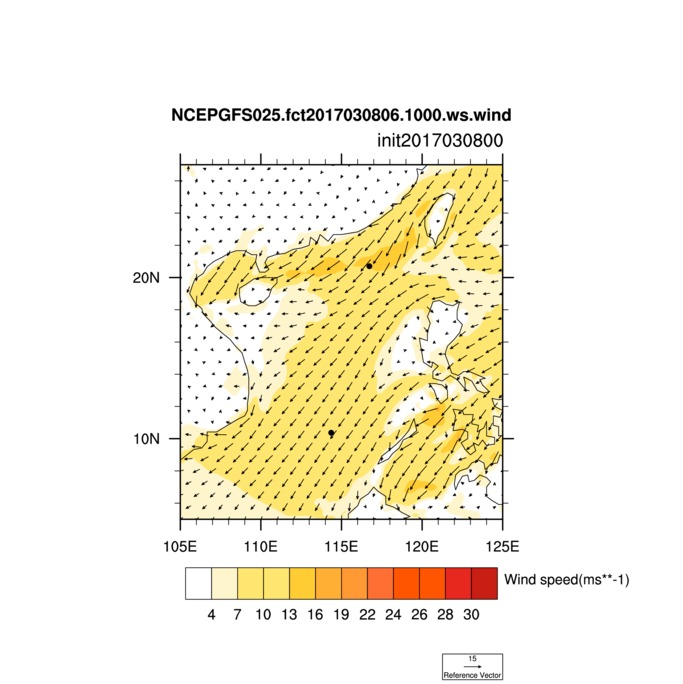 NCEPGFS025.fct2017030806.1000.ws.wind
init2017030800
20N
10N
105E 110E 115E 120E 125E
Wind speed(ms**-1)
4 7 10 13 16 19 22 24 26 28 30
15
Reference Vector